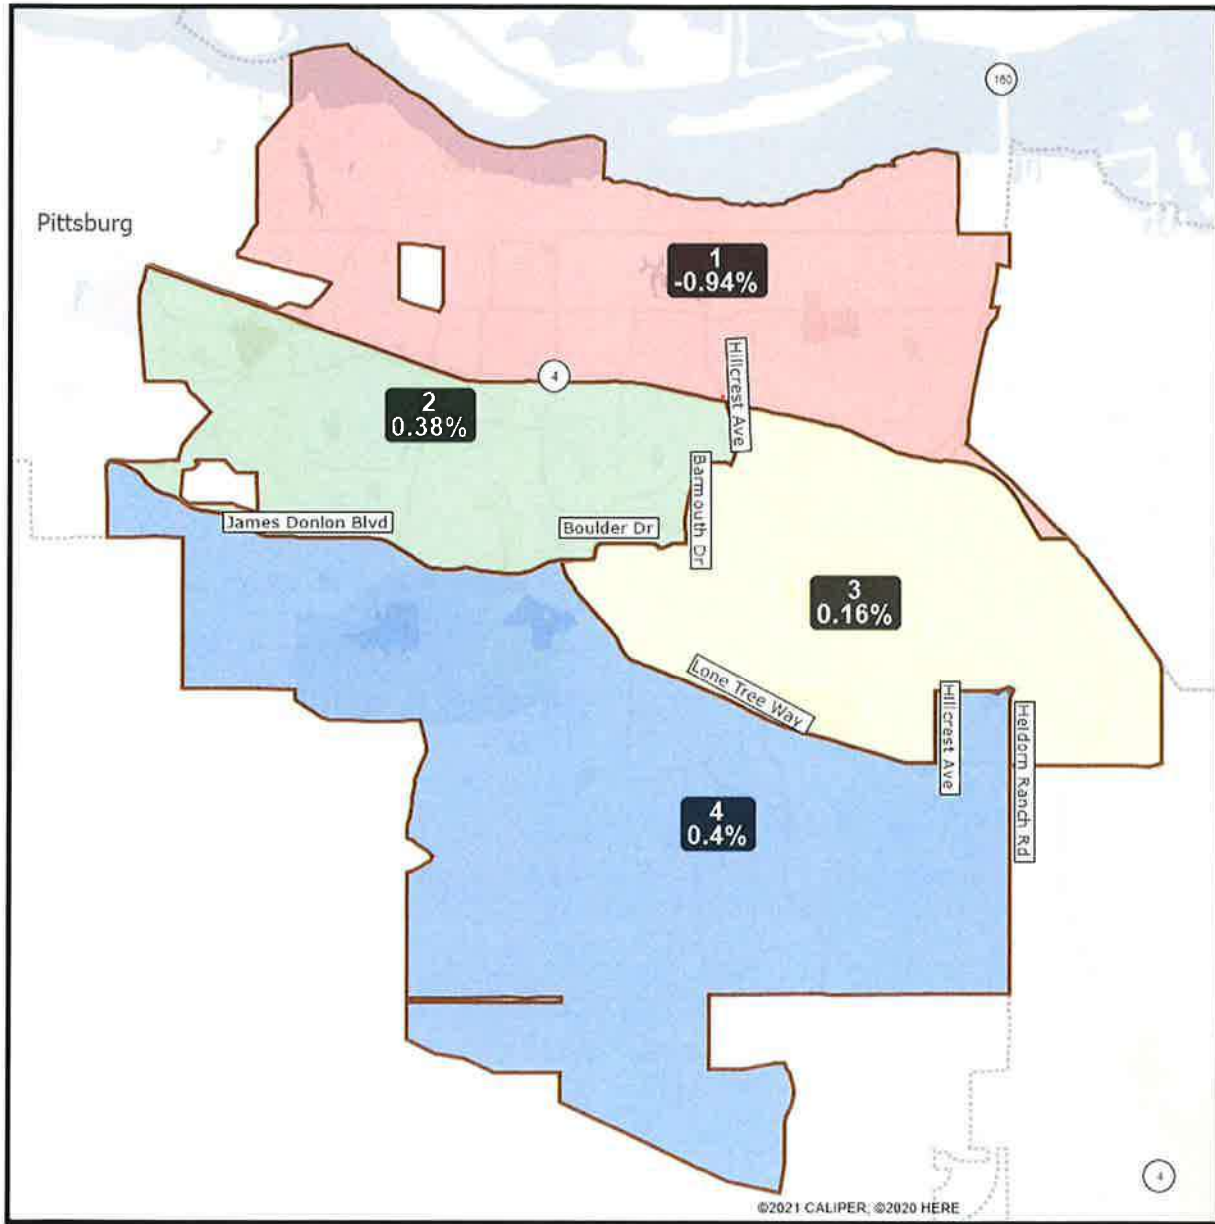 160
Pittsburg
1
-0.94%
Hillcrest Ave
4
2
0.38%
Barmouth Dr
James Donlon Blvd
Boulder Dr
3
0.16%
Lone Tree Way
Hillcrest Ave
Heidorn Ranch Rd
4
0.4%
4
©2021 CALIPER; ©2020 HERE